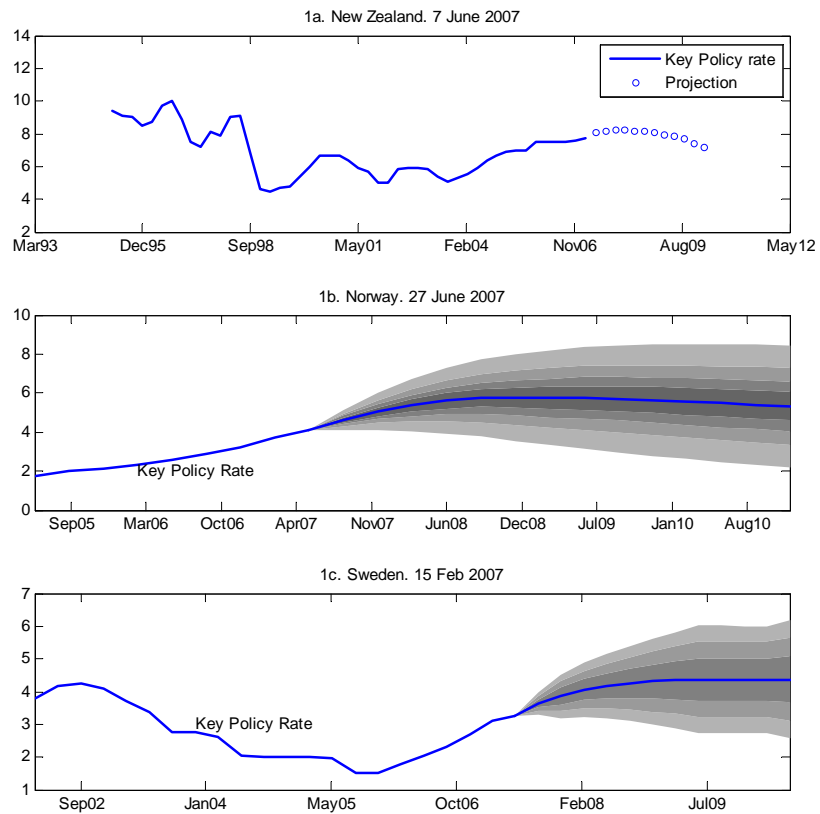 1a. New Zealand. 7 June 2007
14
12
10
8
6
4
2
Key Policy rate
Projection
Mar93 Dec95 Sep98 May01 Feb04 Nov06 Aug09 May12
1b. Norway. 27 June 2007
10
8
6
4
2
0
Key Policy Rate
Sep05 Mar06 Oct06 Apr07 Nov07 Jun08 Dec08 Jul09 Jan10 Aug10
1c. Sweden. 15 Feb 2007
7
6
5
4
3
2
1
Key Policy Rate
Sep02 Jan04 May05 Oct06 Feb08 Jul09